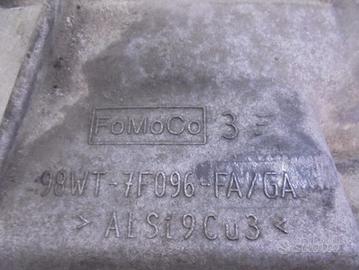 FoMoCo 3
98WT-7F096-FA/GA
> ALSi9Cu3 <